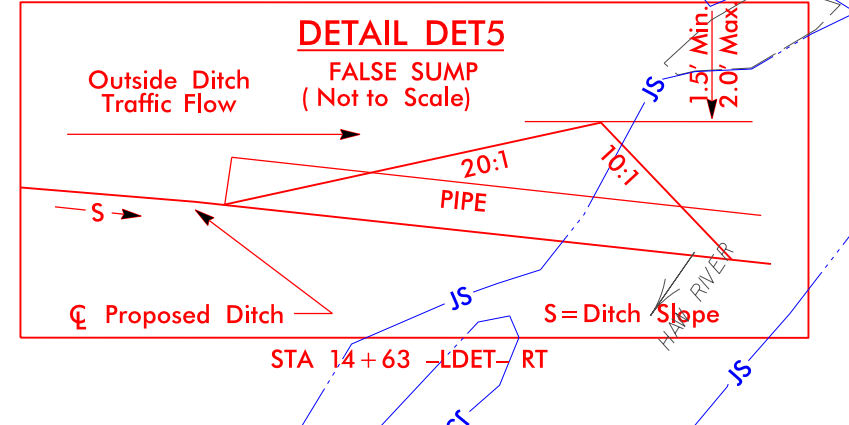 DETAIL DET5
FALSE SUMP
( Not to Scale)
Outside Ditch
Traffic Flow
1.5' Min.
2.0' Max.
JS
20:1
10:1
PIPE
S
HAW RIVER
JS
℄ Proposed Ditch
S=Ditch Slope
STA 14+63 -LDET- RT
JS
JS